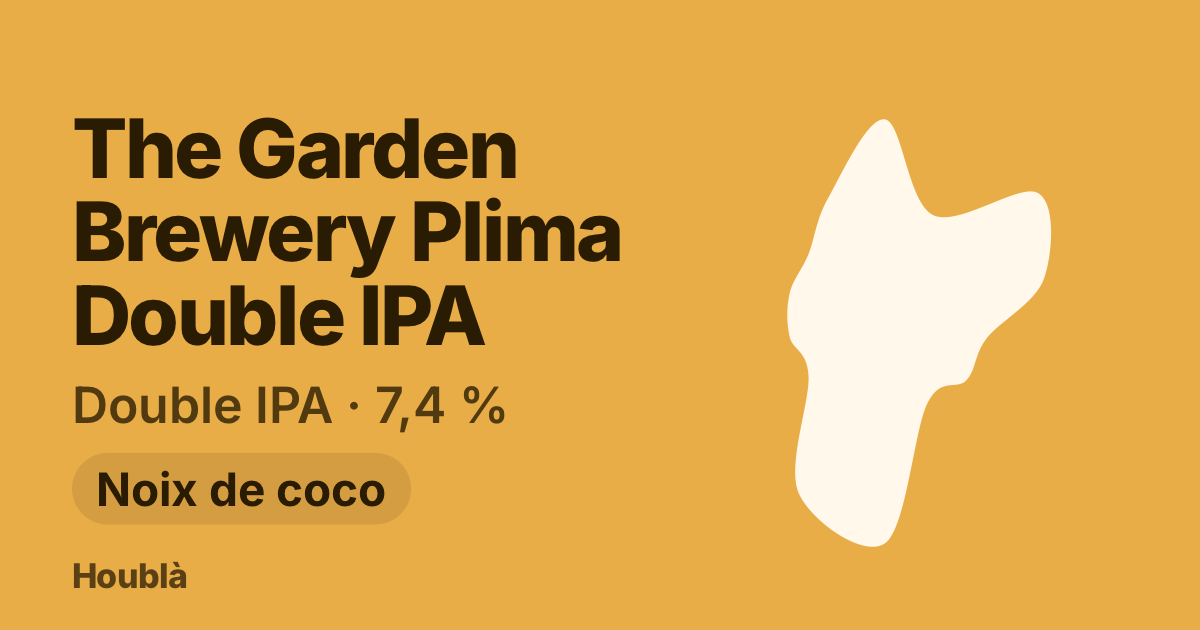 The Garden
Brewery Plima
Double IPA
Double IPA · 7,4 %
Noix de coco
Houblà